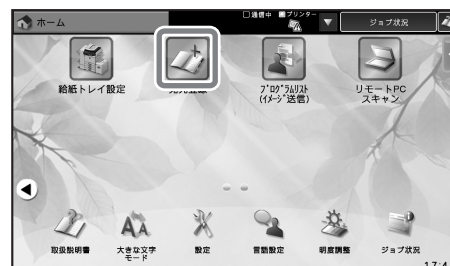 ホーム
□通信中 ■プリンター
ジョブ状況
給紙トレイ設定
ﾌﾟﾛｸﾞﾗﾑﾘｽﾄ
(ｲﾒｰｼﾞ送信)
リモートPC
スキャン
取扱説明書
大きな文字
モード
設定
言語設定
明度調整
ジョブ状況